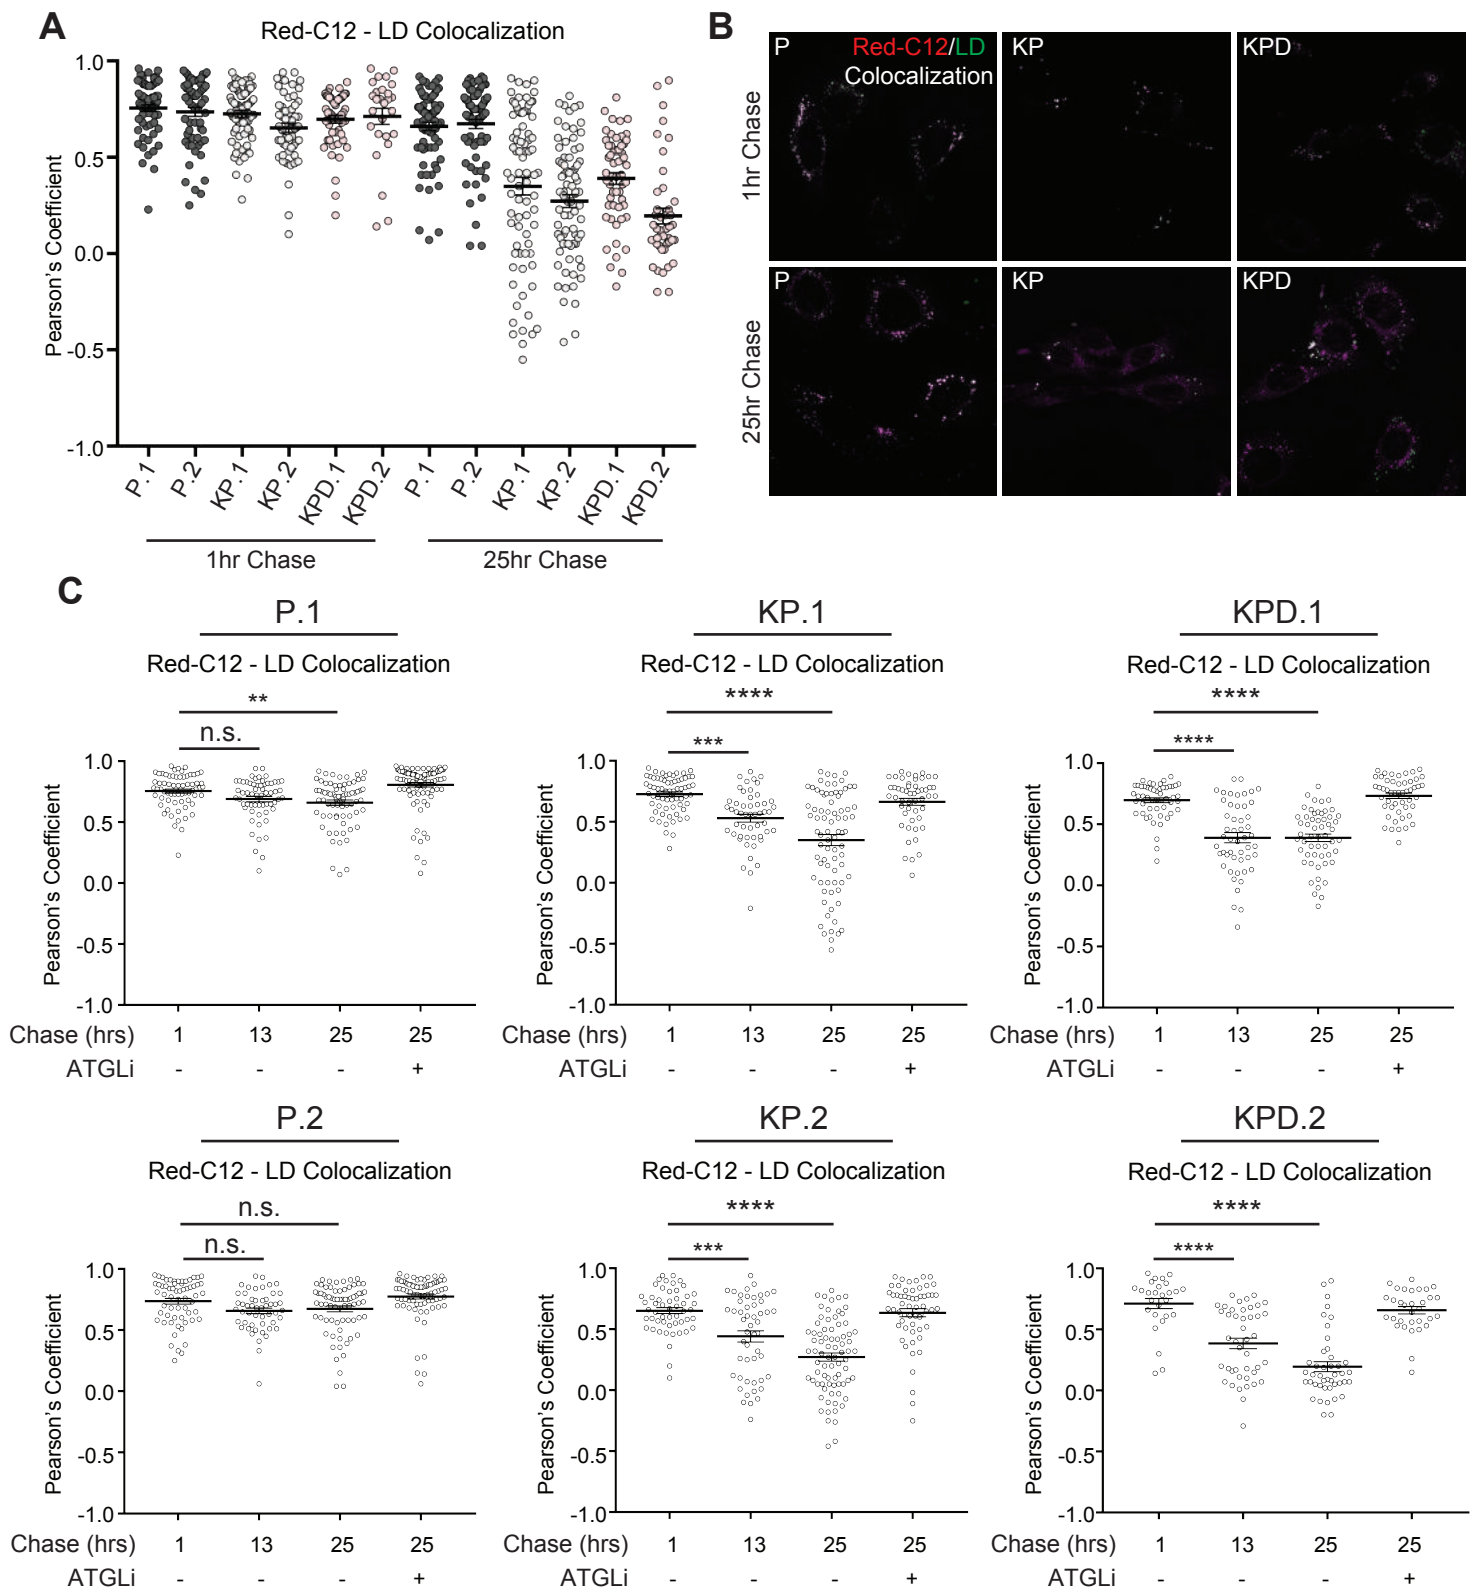 A
Red-C12 - LD Colocalization
Pearson's Coefficient
1.0
0.5
0.0
-0.5
-1.0
P.1 P.2 KP.1 KP.2 KPD.1 KPD.2 P.1 P.2 KP.1 KP.2 KPD.1 KPD.2
1hr Chase 25hr Chase
B
1hr Chase
25hr Chase
P Red-C12/LD
Colocalization
KP
KPD
P
KP
KPD
C
P.1
Red-C12 - LD Colocalization
**
n.s.
Pearson's Coefficient
1.0
0.5
0.0
-0.5
-1.0
Chase (hrs) 1 13 25 25
ATGLi - - - +
KP.1
Red-C12 - LD Colocalization
****
***
Pearson's Coefficient
1.0
0.5
0.0
-0.5
-1.0
Chase (hrs) 1 13 25 25
ATGLi - - - +
KPD.1
Red-C12 - LD Colocalization
****
****
Pearson's Coefficient
1.0
0.5
0.0
-0.5
-1.0
Chase (hrs) 1 13 25 25
ATGLi - - - +
P.2
Red-C12 - LD Colocalization
n.s.
n.s.
Pearson's Coefficient
1.0
0.5
0.0
-0.5
-1.0
Chase (hrs) 1 13 25 25
ATGLi - - - +
KP.2
Red-C12 - LD Colocalization
****
***
Pearson's Coefficient
1.0
0.5
0.0
-0.5
-1.0
Chase (hrs) 1 13 25 25
ATGLi - - - +
KPD.2
Red-C12 - LD Colocalization
****
****
Pearson's Coefficient
1.0
0.5
0.0
-0.5
-1.0
Chase (hrs) 1 13 25 25
ATGLi - - - +